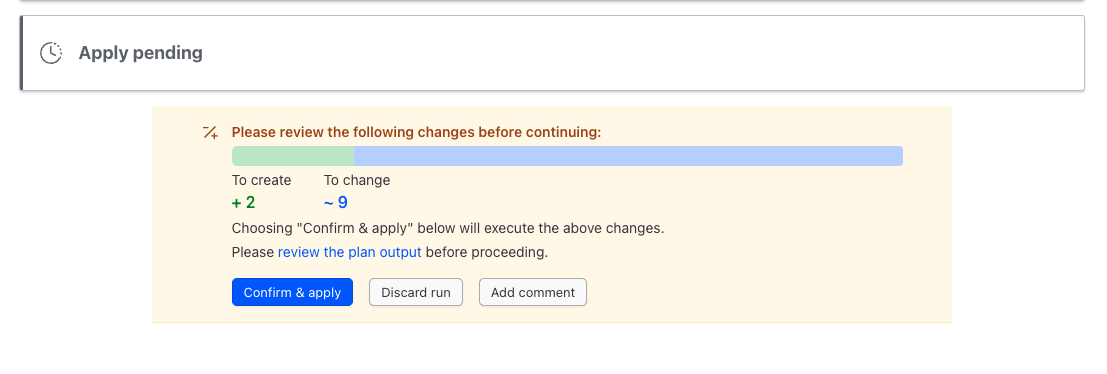 Apply pending
Please review the following changes before continuing:
To create To change
+ 2 ~ 9
Choosing "Confirm & apply" below will execute the above changes.
Please review the plan output before proceeding.
Confirm & apply Discard run Add comment